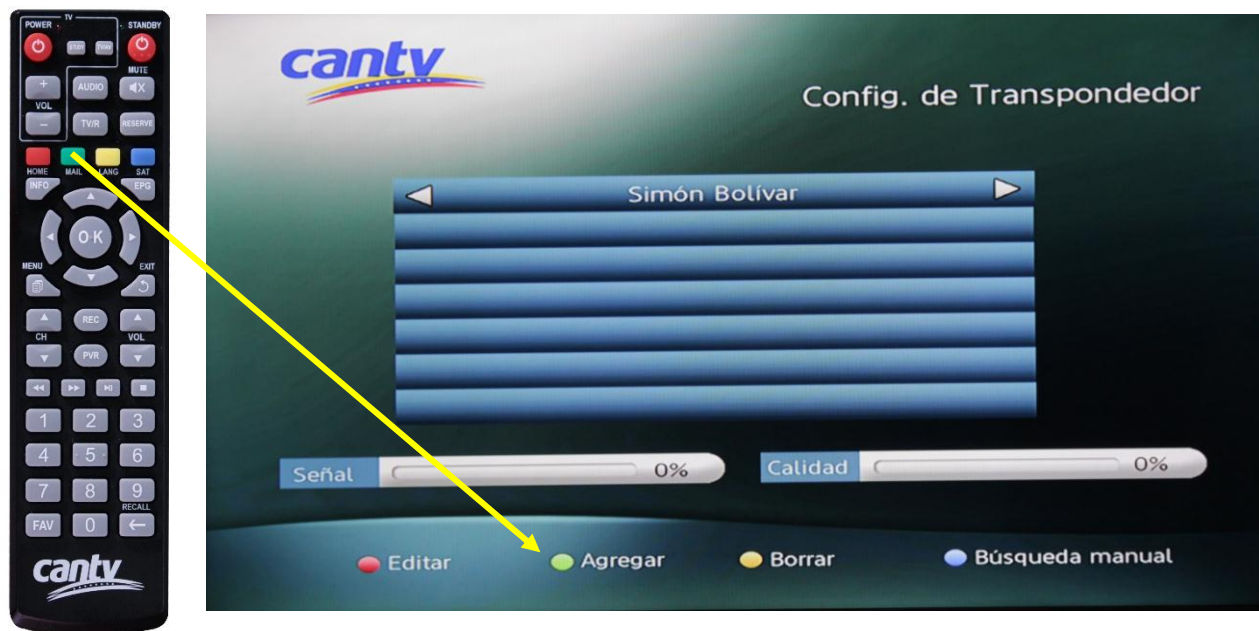 TV
POWER STANDBY
STUDY TV/AV
MUTE
+ AUDIO
VOL
- TV/R RESERVE
HOME MAIL LANG SAT
INFO EPG
OK
MENU EXIT
REC
CH VOL
PVR
1 2 3
4 5 6
7 8 9
RECALL
FAV 0
cantv
cantv
Config. de Transpondedor
Simón Bolívar
Señal 0% Calidad 0%
Editar Agregar Borrar Búsqueda manual